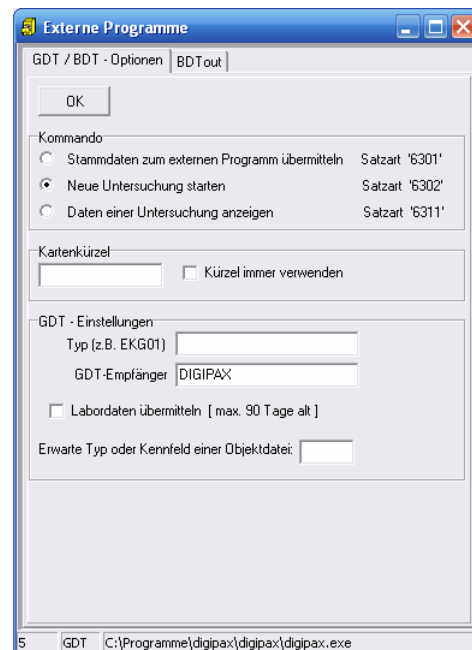 Externe Programme
GDT / BDT - Optionen BDTout
OK
Kommando
Stammdaten zum externen Programm übermitteln Satzart '6301'
Neue Untersuchung starten Satzart '6302'
Daten einer Untersuchung anzeigen Satzart '6311'
Kartenkürzel
Kürzel immer verwenden
GDT - Einstellungen
Typ (z.B. EKG01)
GDT-Empfänger DIGIPAX
Labordaten übermitteln [ max. 90 Tage alt ]
Erwarte Typ oder Kennfeld einer Objektdatei:
5 GDT C:\Programme\digipax\digipax\digipax.exe